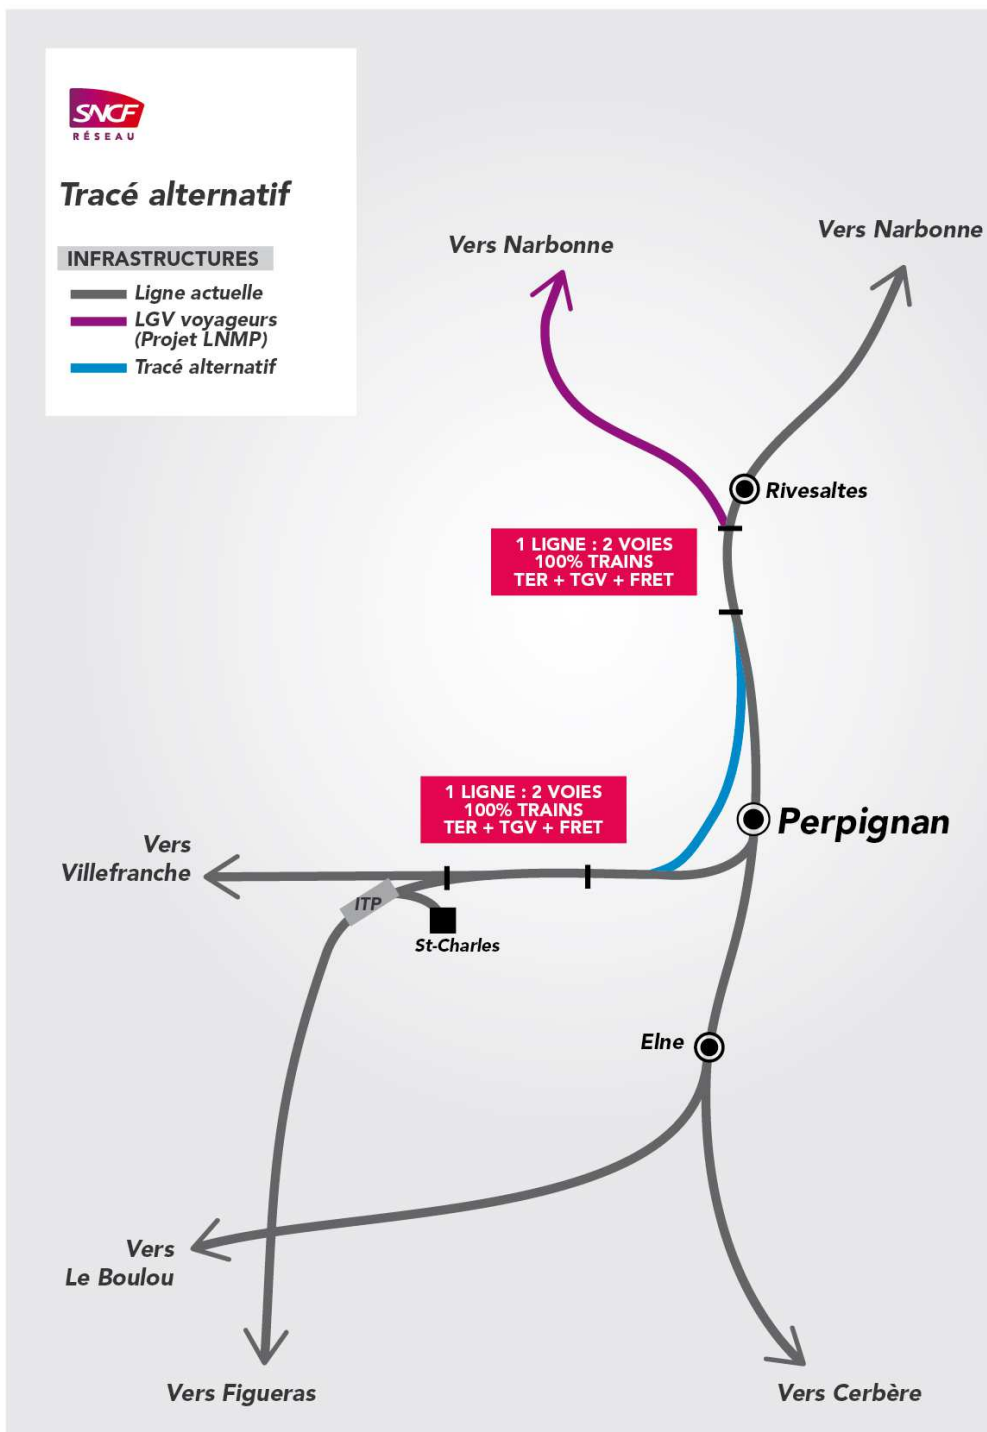 SNCF
RÉSEAU
Tracé alternatif
INFRASTRUCTURES
Ligne actuelle
LGV voyageurs
(Projet LNMP)
Tracé alternatif
Vers Narbonne
Vers Narbonne
Rivesaltes
1 LIGNE : 2 VOIES
100% TRAINS
TER + TGV + FRET
1 LIGNE : 2 VOIES
100% TRAINS
TER + TGV + FRET
Perpignan
Vers
Villefranche
ITP
St-Charles
Elne
Vers
Le Boulou
Vers Figueras
Vers Cerbère